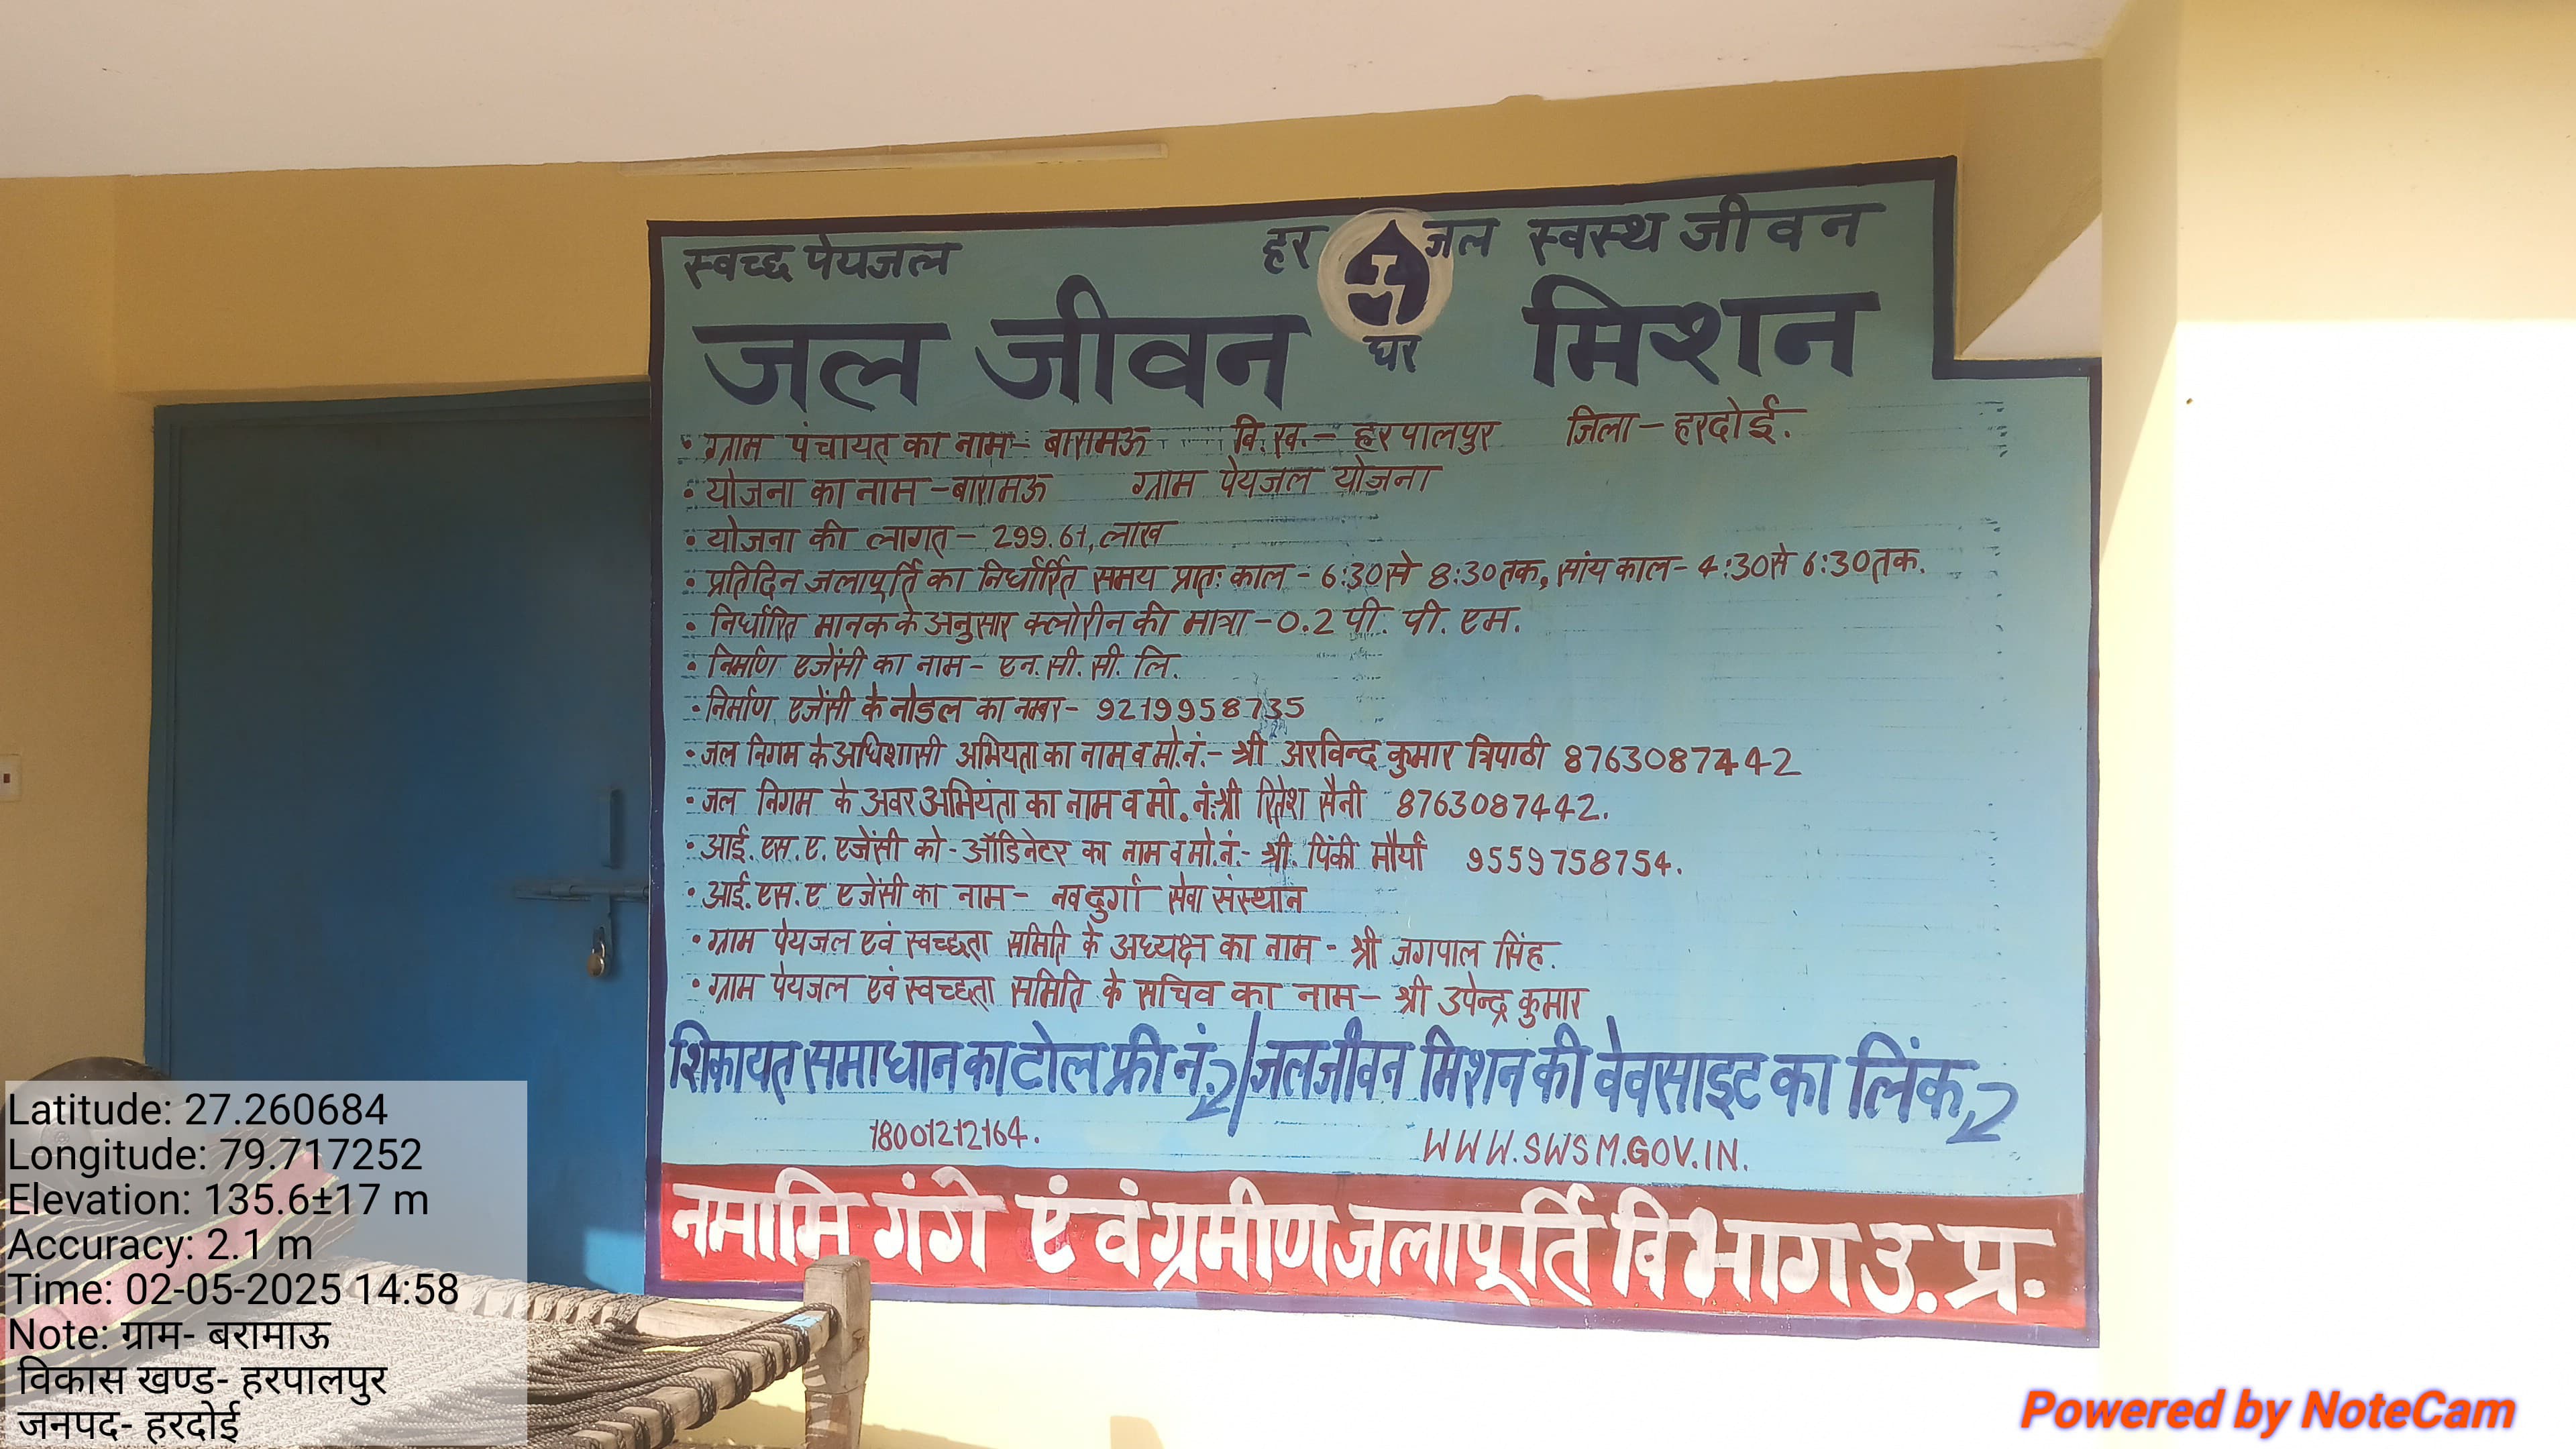 स्वच्छ पेयजल हर जल स्वस्थ जीवन
घर
जल जीवन मिशन
• ग्राम पंचायत का नाम- बारामऊ वि.ख.- हरपालपुर जिला- हरदोई.
• योजना का नाम -बारामऊ ग्राम पेयजल योजना
• योजना की लागत- 299.61, लाख
• प्रतिदिन जलापूर्ति का निर्धारित समय प्रातः काल - 6:30से 8:30तक, सांय काल- 4:30से 6:30तक.
• निर्धारित मानक के अनुसार क्लोरीन की मात्रा -0.2 पी. पी. एम.
• निर्माण एजेंसी का नाम- एन. सी. सी. लि.
• निर्माण एजेंसी के नोडल का नम्बर- 9219958735
• जल निगम के अधिशासी अभियता का नाम व मो.नं.- श्री अरविन्द कुमार त्रिपाठी 8763087442
• जल निगम के अवर अभियंता का नाम व मो. नं:श्री रितेश सैनी 8763087442.
• आई. एस. ए. एजेंसी को-ऑडिनेटर का नाम व मो.नं.- श्री. पिंकी मौर्या 9559758754.
• आई. एस. ए एजेंसी का नाम- नवदुर्गा सेवा संस्थान
• ग्राम पेयजल एवं स्वच्छता समिति के अध्यक्ष का नाम - श्री जगपाल सिंह.
• ग्राम पेयजल एवं स्वच्छता समिति के सचिव का नाम- श्री उपेन्द्र कुमार
शिकायत समाधान का टोल फ्री नं. / जलजीवन मिशन की वेवसाइट का लिंक
18001212164. WWW.SWSM.GOV.IN.
नमामि गंगे एंवं ग्रमीण जलापूर्ति विभाग उ. प्र.
Latitude: 27.260684
Longitude: 79.717252
Elevation: 135.6±17 m
Accuracy: 2.1 m
Time: 02-05-2025 14:58
Note: ग्राम- बरामाऊ
विकास खण्ड- हरपालपुर
जनपद- हरदोई
Powered by NoteCam